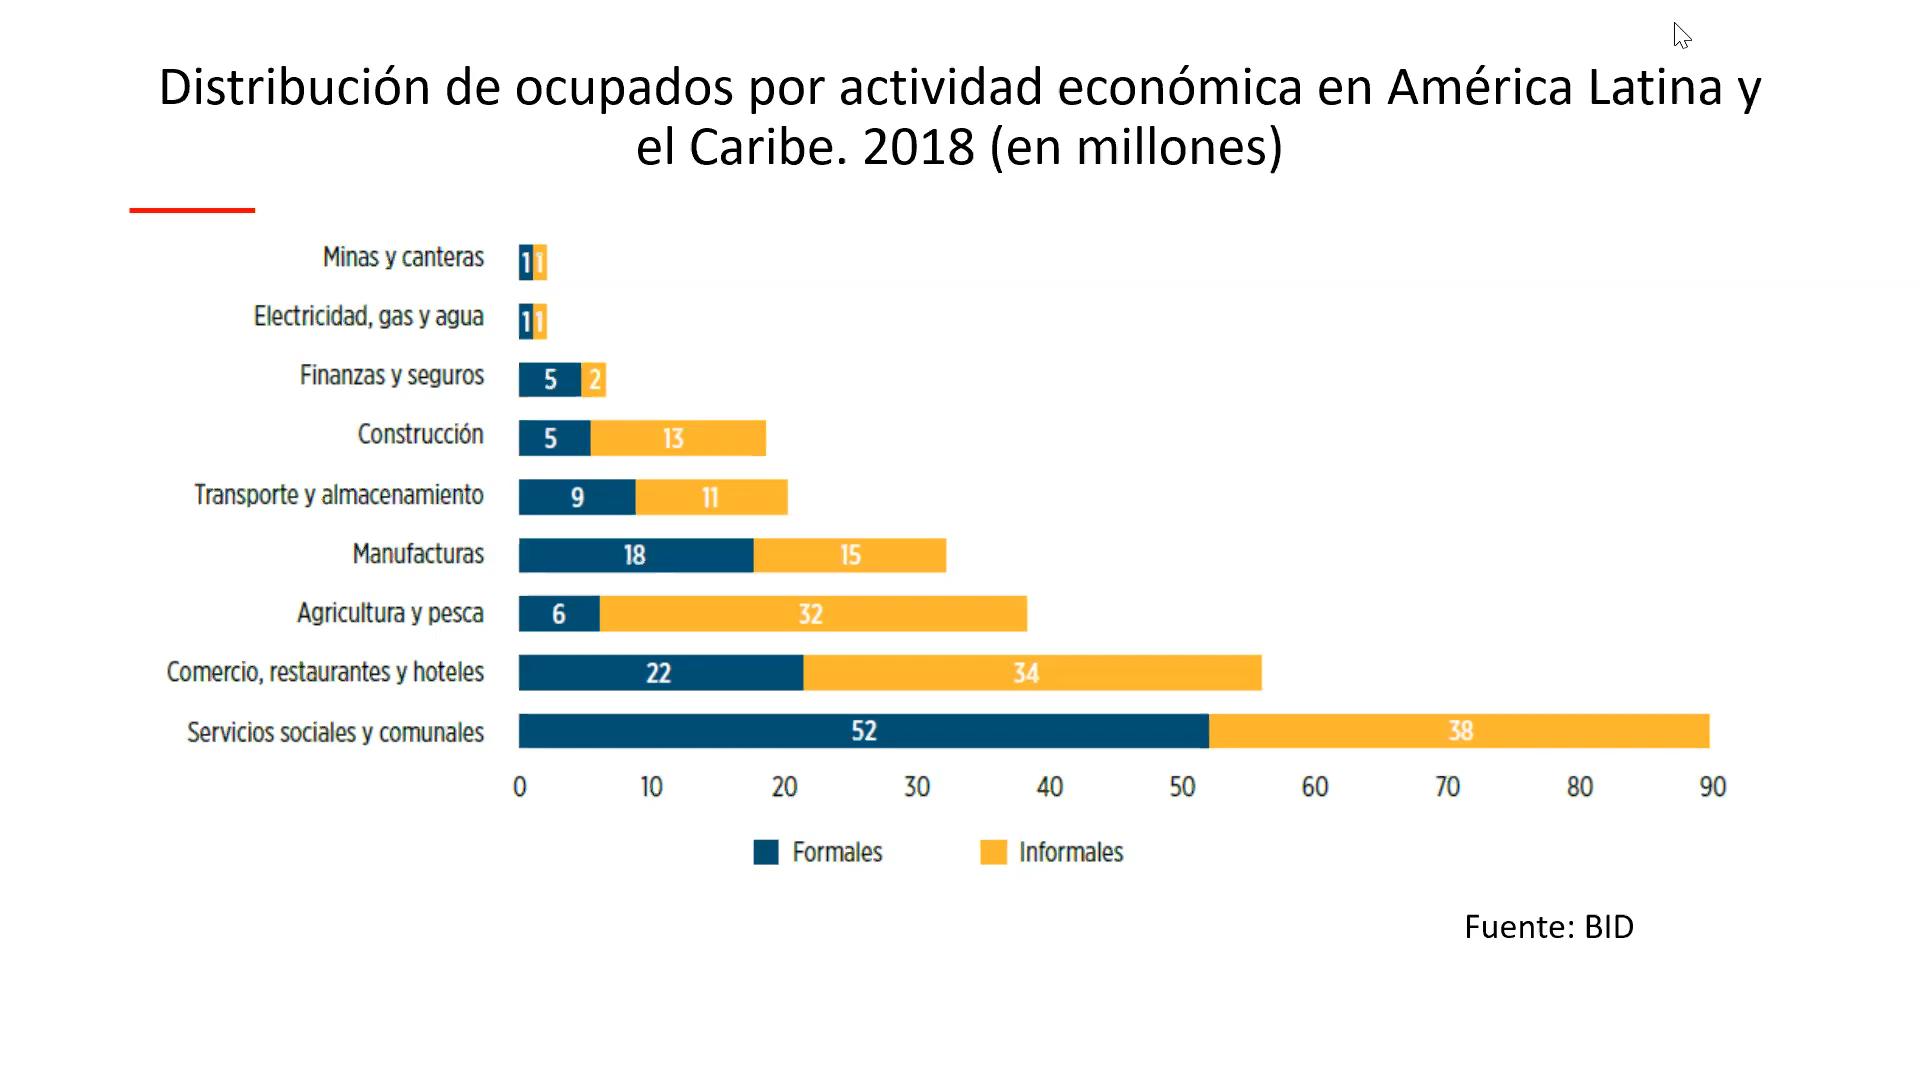 Distribución de ocupados por actividad económica en América Latina y
el Caribe. 2018 (en millones)
Minas y canteras 1 1
Electricidad, gas y agua 1 1
Finanzas y seguros 5 2
Construcción 5 13
Transporte y almacenamiento 9 11
Manufacturas 18 15
Agricultura y pesca 6 32
Comercio, restaurantes y hoteles 22 34
Servicios sociales y comunales 52 38
0 10 20 30 40 50 60 70 80 90
Formales Informales
Fuente: BID